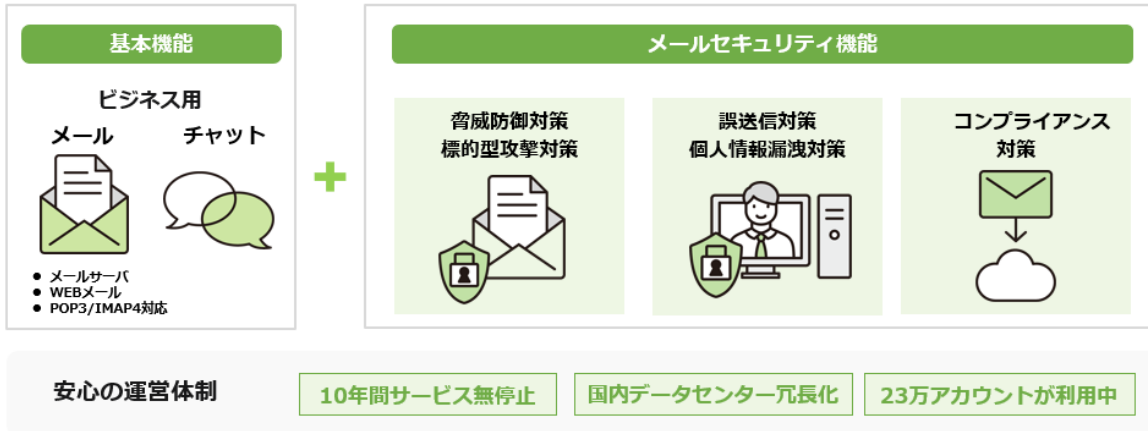 基本機能
ビジネス用
メール チャット
● メールサーバ
● WEBメール
● POP3/IMAP4対応
メールセキュリティ機能
脅威防御対策
標的型攻撃対策
誤送信対策
個人情報漏洩対策
コンプライアンス
対策
安心の運営体制
10年間サービス無停止
国内データセンター冗長化
23万アカウントが利用中